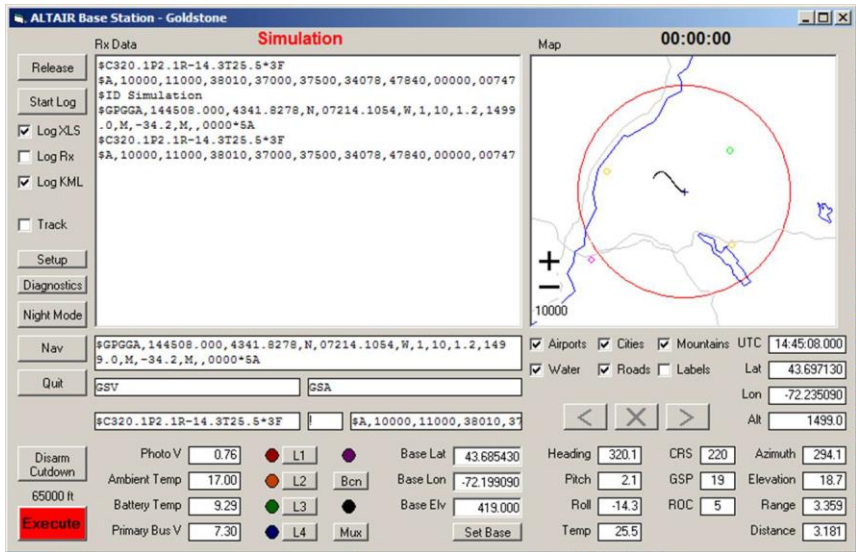 ALTAIR Base Station - Goldstone
Rx Data Simulation Map 00:00:00
Release
Start Log
Log XLS
Log Rx
Log KML
Track
Setup
Diagnostics
Night Mode
Nav
Quit
$C320.1P2.1R-14.3T25.5*3F
$A,10000,11000,38010,37000,37500,34078,47840,00000,00747
$ID Simulation
$GPGGA,144508.000,4341.8278,N,07214.1054,W,1,10,1.2,1499
.0,M,-34.2,M,,0000*5A
$C320.1P2.1R-14.3T25.5*3F
$A,10000,11000,38010,37000,37500,34078,47840,00000,00747
+
−
10000
$GPGGA,144508.000,4341.8278,N,07214.1054,W,1,10,1.2,149
9.0,M,-34.2,M,,0000*5A
GSV GSA
$C320.1P2.1R-14.3T25.5*3F ! $A,10000,11000,38010,37
Airports Cities Mountains UTC 14:45:08.000
Water Roads Labels Lat 43.697130
Lon -72.235090
< X > Alt 1499.0
Disarm
Cutdown
65000 ft
Execute
Photo V 0.76 L1 Base Lat 43.685430
Ambient Temp 17.00 L2 Bcn Base Lon -72.199090
Battery Temp 9.29 L3 Base Elv 419.000
Primary Bus V 7.30 L4 Mux Set Base
Heading 320.1 CRS 220 Azimuth 294.1
Pitch 2.1 GSP 19 Elevation 18.7
Roll -14.3 ROC 5 Range 3.359
Temp 25.5 Distance 3.181